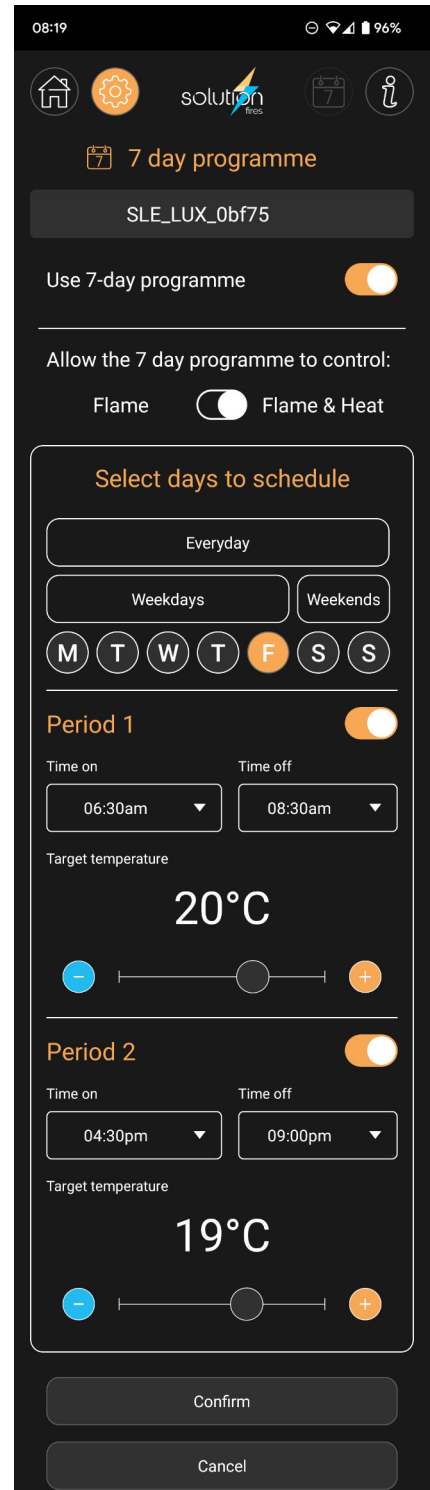 08:19 96%
solution
fires
7
7 7 day programme
SLE_LUX_0bf75
Use 7-day programme
Allow the 7 day programme to control:
Flame Flame & Heat
Select days to schedule
Everyday
Weekdays Weekends
M T W T F S S
Period 1
Time on Time off
06:30am 08:30am
Target temperature
20°C
Period 2
Time on Time off
04:30pm 09:00pm
Target temperature
19°C
Confirm
Cancel